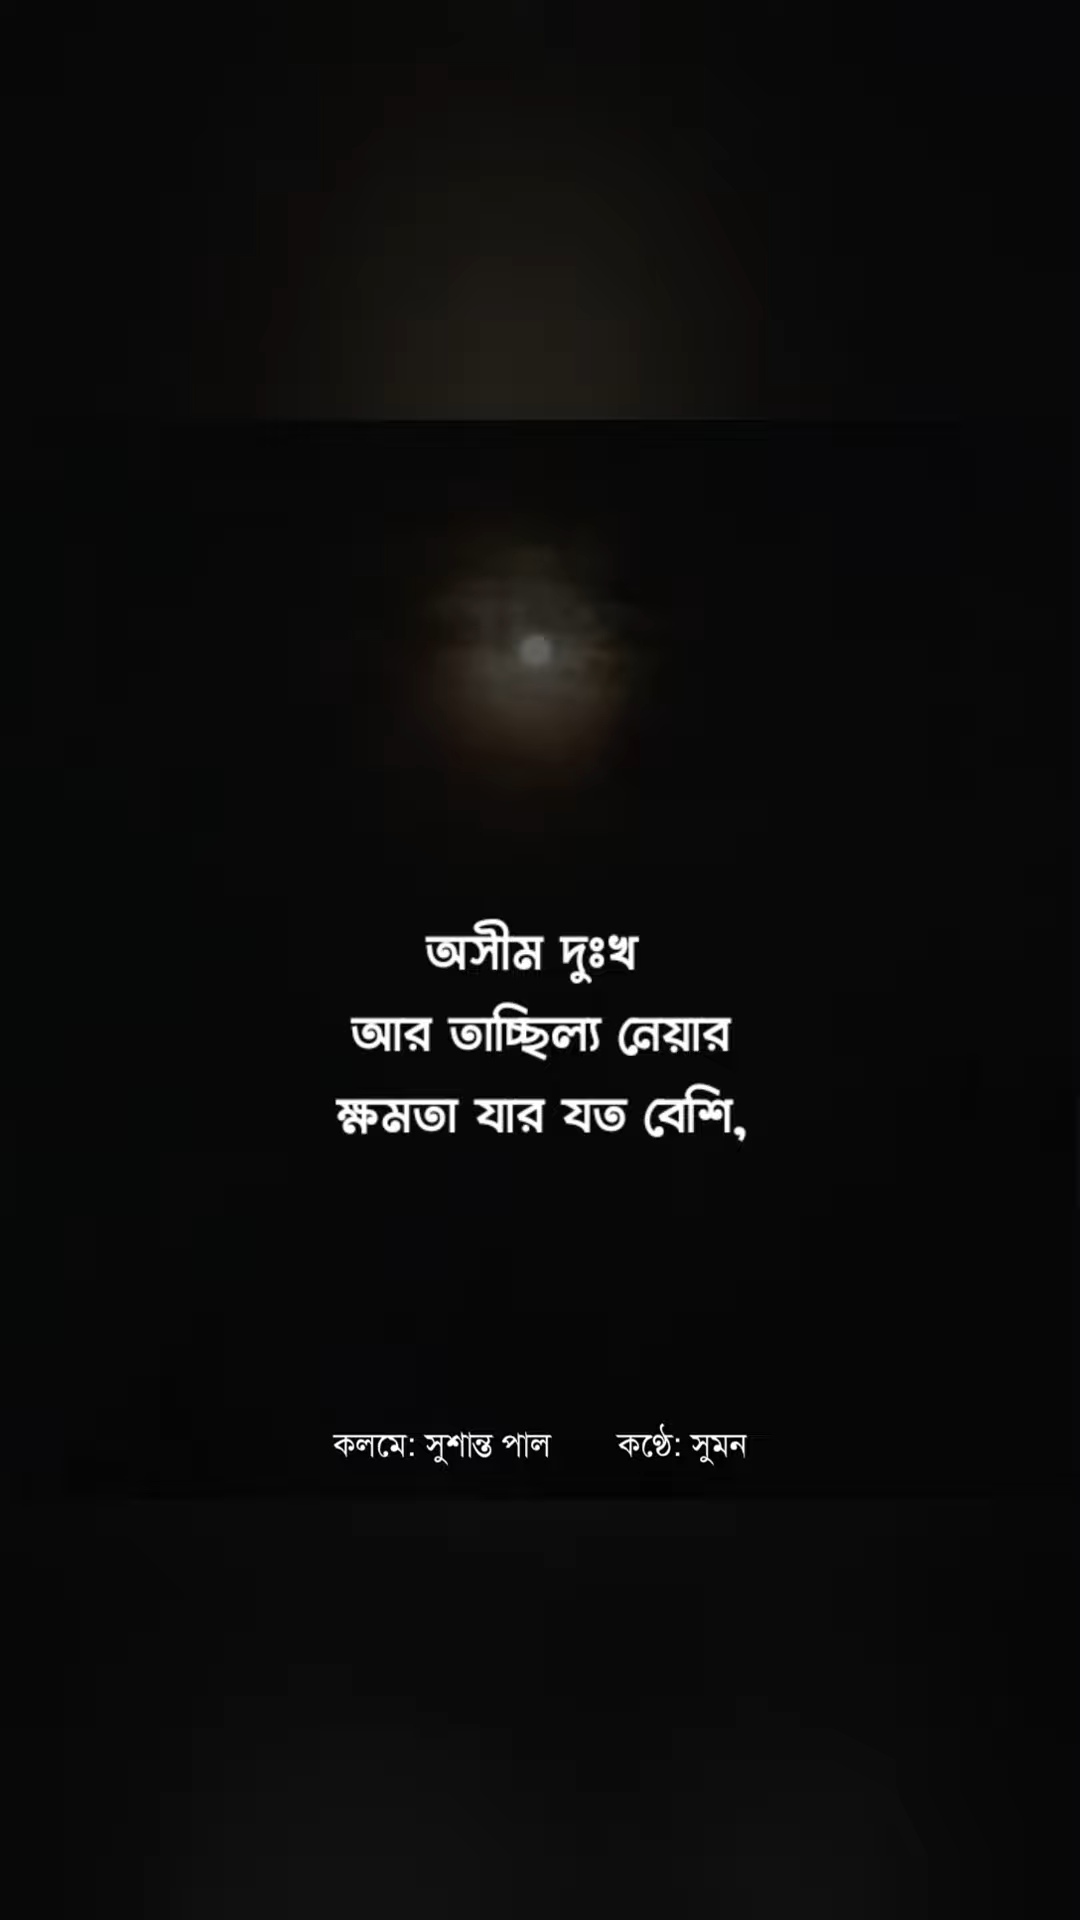 অসীম দুঃখ
আর তাচ্ছিল্য নেয়ার
ক্ষমতা যার যত বেশি,
কলমে: সুশান্ত পাল কণ্ঠে: সুমন